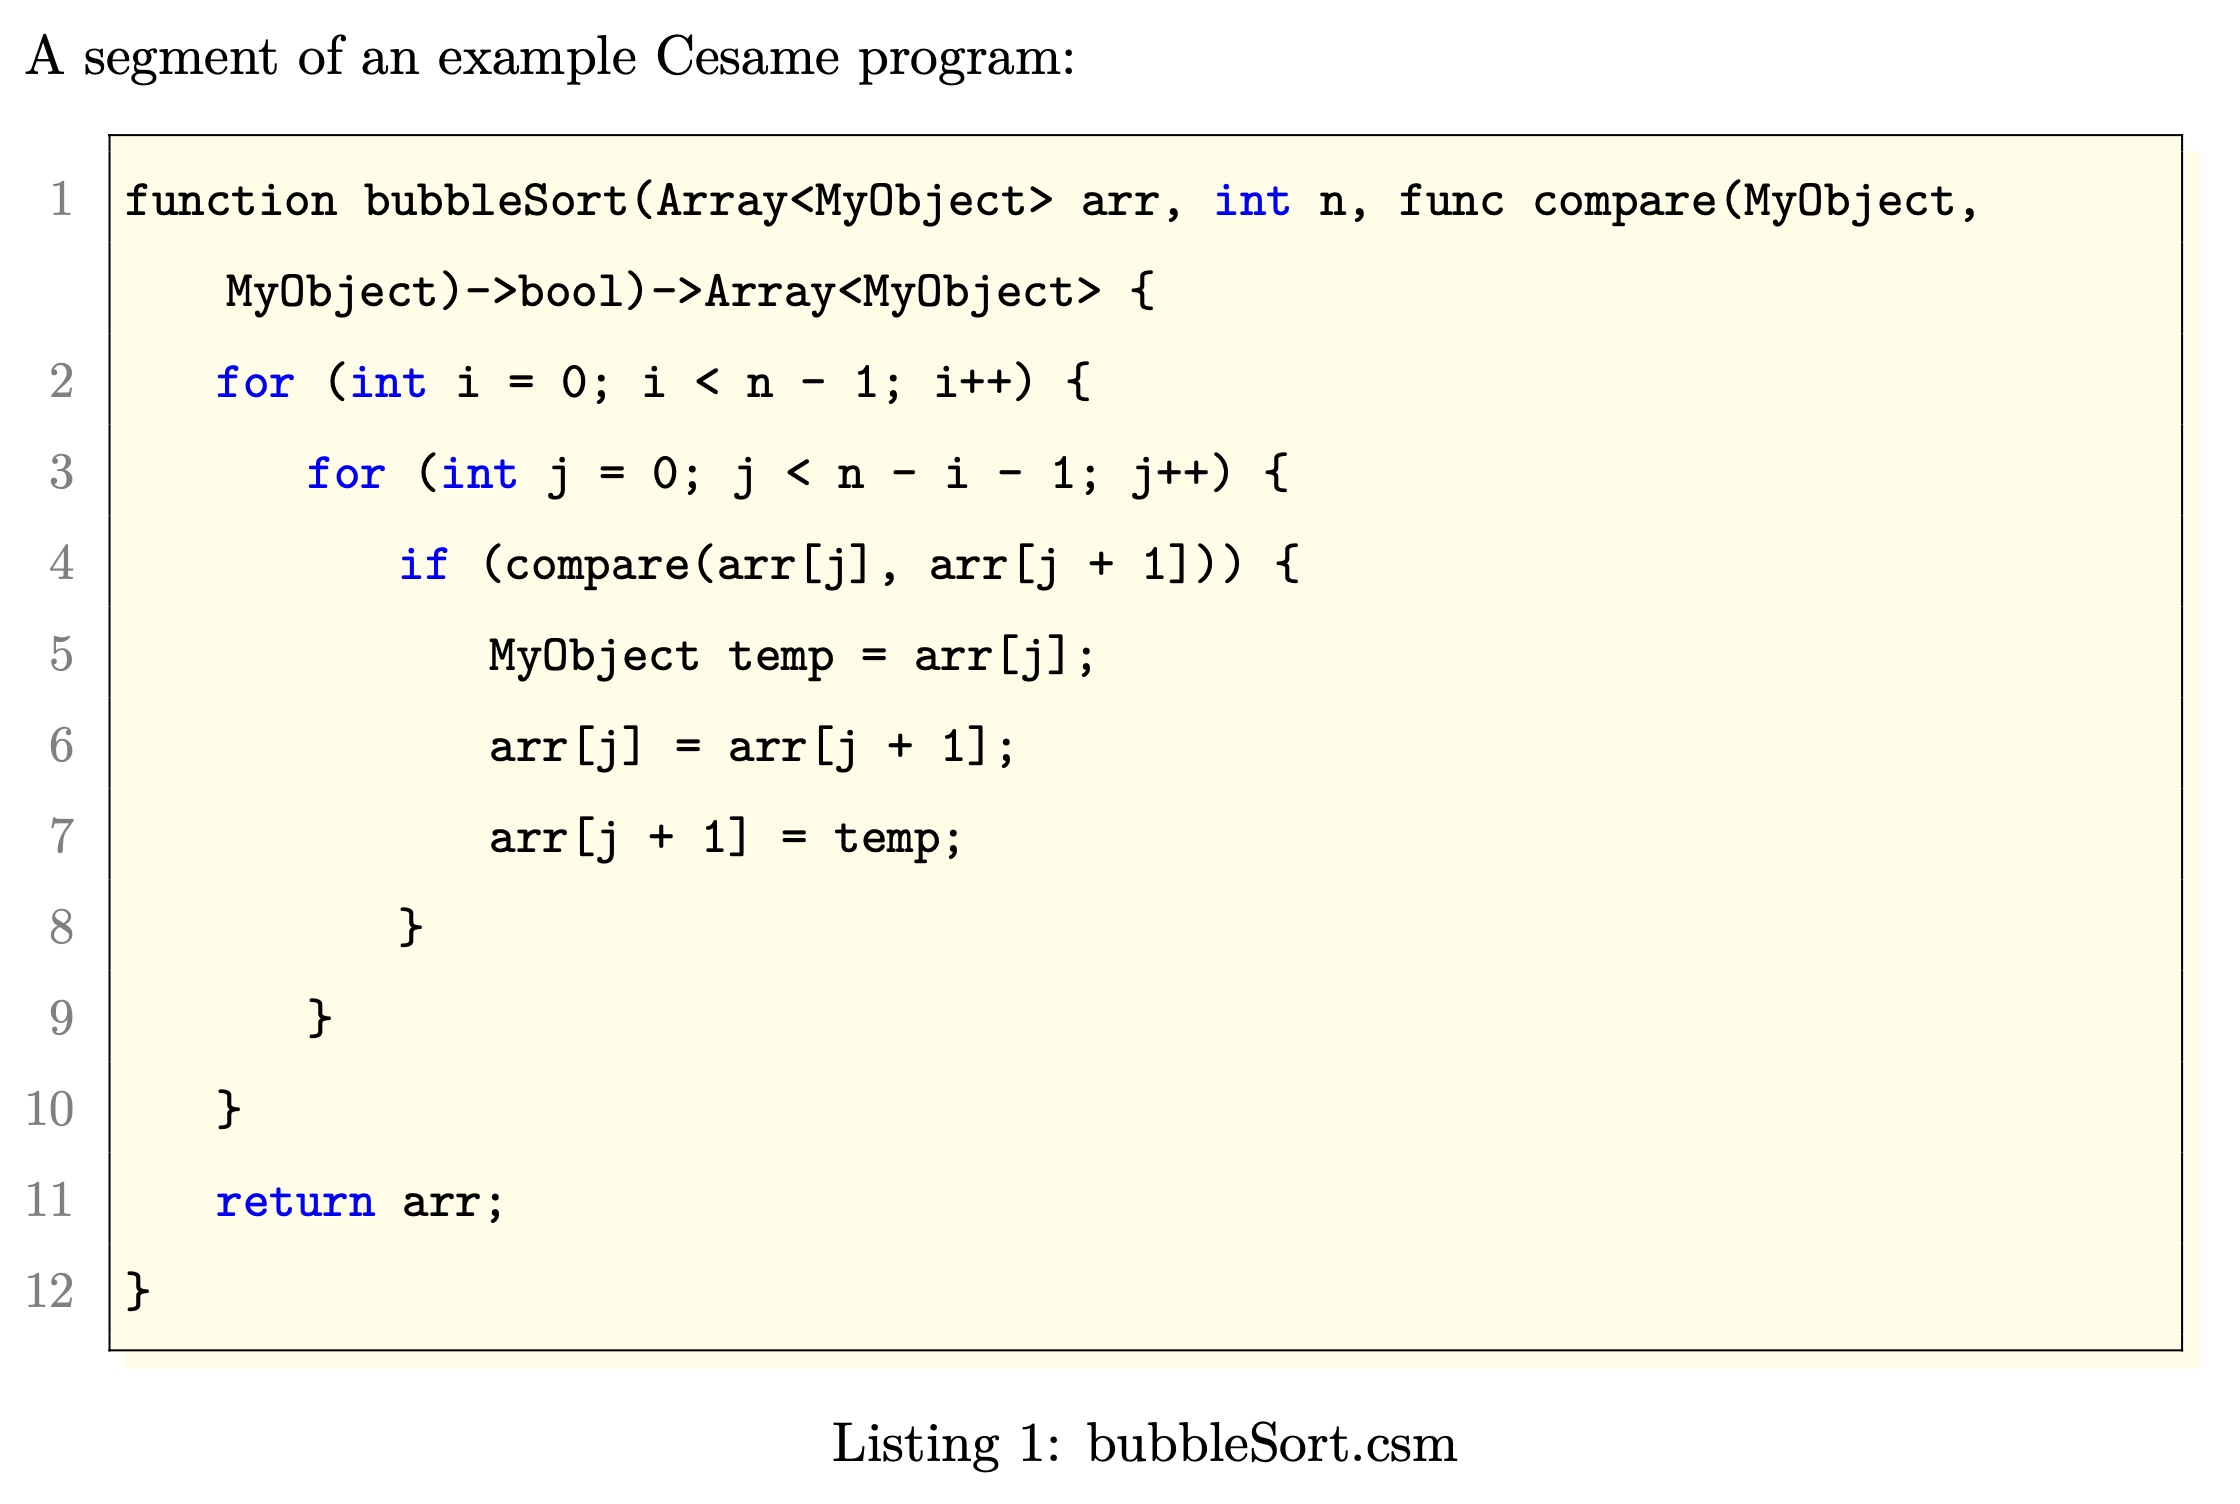 A segment of an example Cesame program:
1 function bubbleSort(Array<MyObject> arr, int n, func compare(MyObject,
MyObject)->bool)->Array<MyObject> {
2 for (int i = 0; i < n - 1; i++) {
3 for (int j = 0; j < n - i - 1; j++) {
4 if (compare(arr[j], arr[j + 1])) {
5 MyObject temp = arr[j];
6 arr[j] = arr[j + 1];
7 arr[j + 1] = temp;
8 }
9 }
10 }
11 return arr;
12 }
Listing 1: bubbleSort.csm